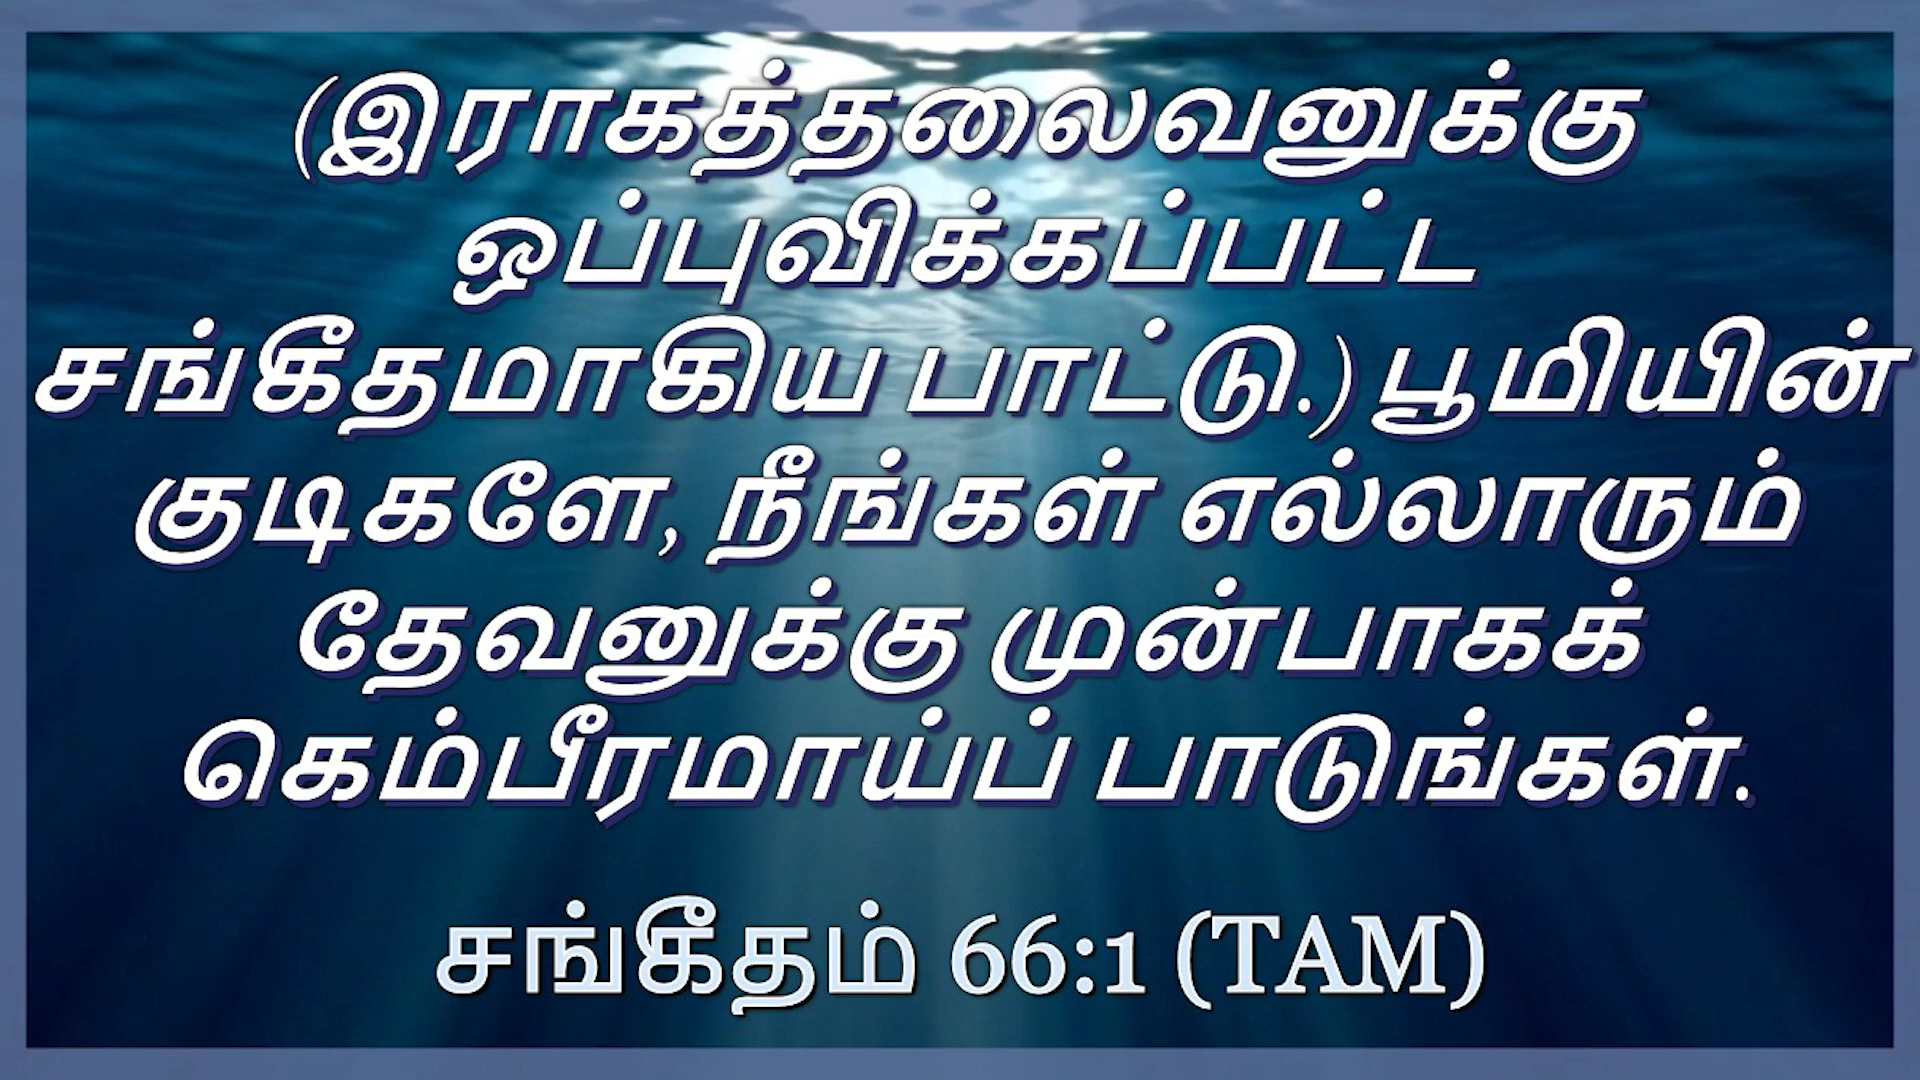 (இராகத்தலைவனுக்கு
ஒப்புவிக்கப்பட்ட
சங்கீதமாகிய பாட்டு.) பூமியின்
குடிகளே, நீங்கள் எல்லாரும்
தேவனுக்கு முன்பாகக்
கெம்பீரமாய்ப் பாடுங்கள்.
சங்கீதம் 66:1 (TAM)